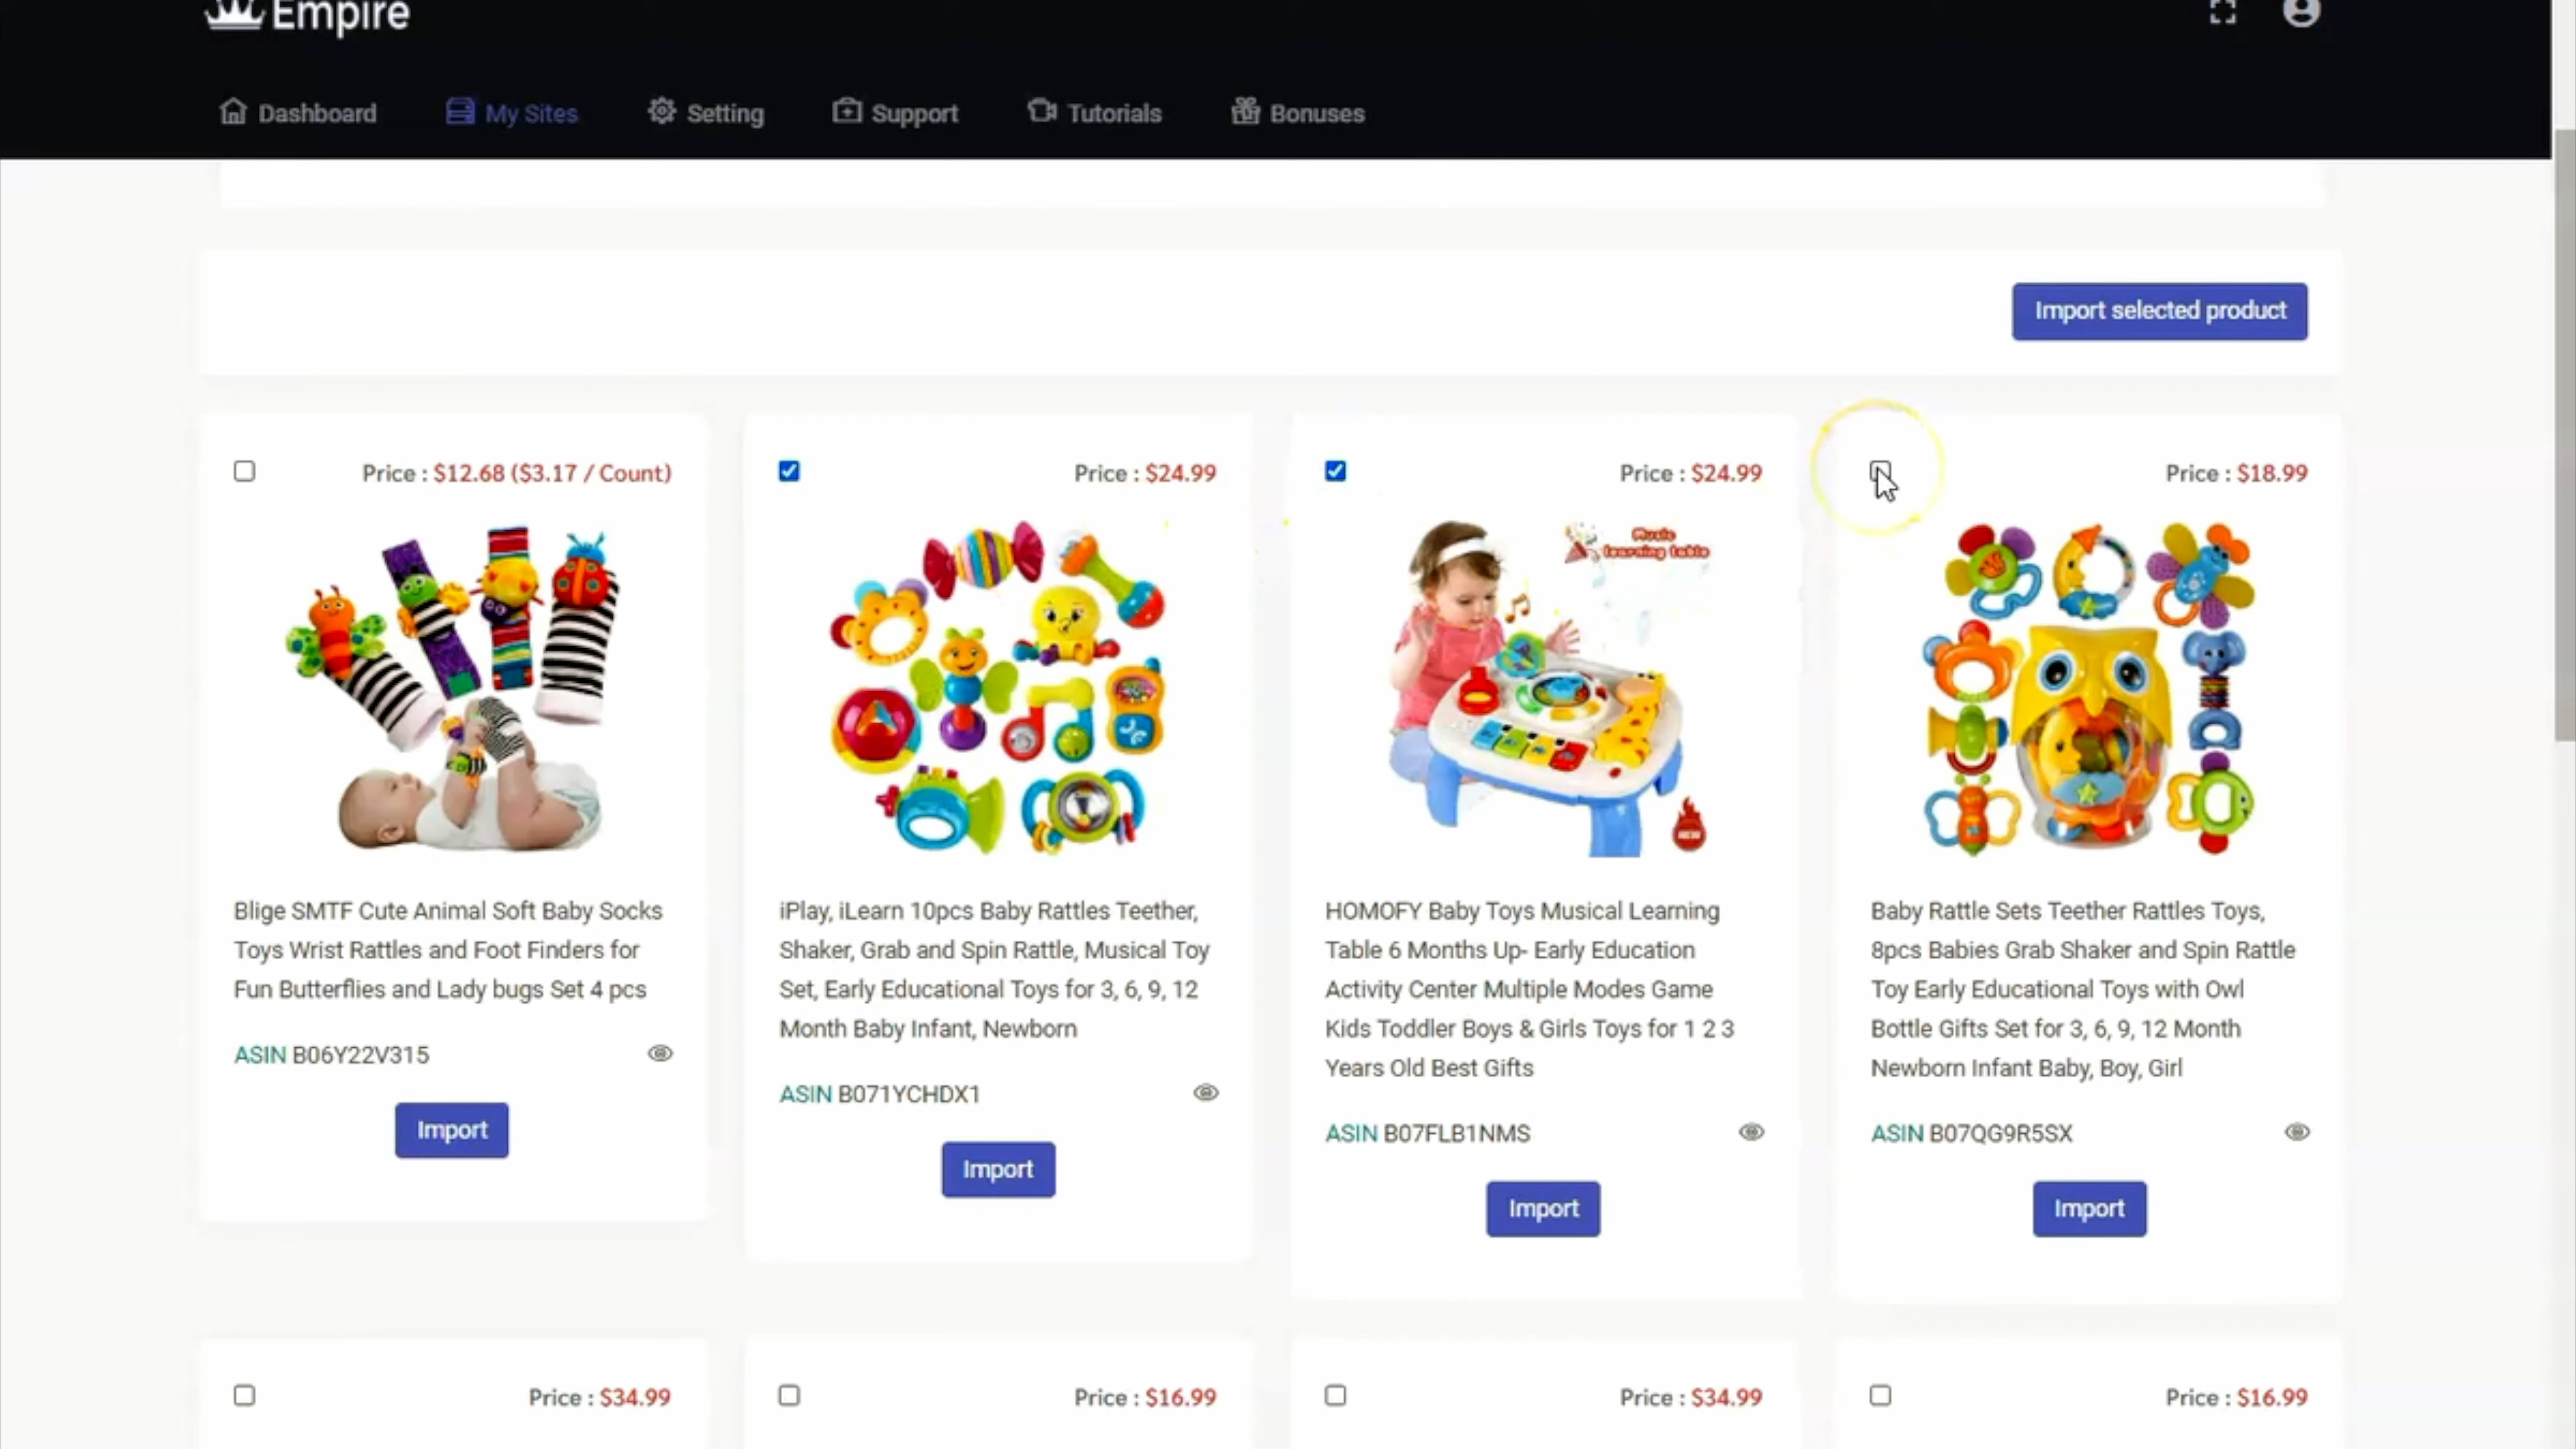 Empire
Dashboard
My Sites
Setting
Support
Tutorials
Bonuses
Import selected product
Price : $12.68 ($3.17 / Count)
Blige SMTF Cute Animal Soft Baby Socks
Toys Wrist Rattles and Foot Finders for
Fun Butterflies and Lady bugs Set 4 pcs
ASIN B06Y22V315
Import
Price : $24.99
iPlay, iLearn 10pcs Baby Rattles Teether,
Shaker, Grab and Spin Rattle, Musical Toy
Set, Early Educational Toys for 3, 6, 9, 12
Month Baby Infant, Newborn
ASIN B071YCHDX1
Import
Price : $24.99
Music
learning table
NEW
HOMOFY Baby Toys Musical Learning
Table 6 Months Up- Early Education
Activity Center Multiple Modes Game
Kids Toddler Boys & Girls Toys for 1 2 3
Years Old Best Gifts
ASIN B07FLB1NMS
Import
Price : $18.99
Baby Rattle Sets Teether Rattles Toys,
8pcs Babies Grab Shaker and Spin Rattle
Toy Early Educational Toys with Owl
Bottle Gifts Set for 3, 6, 9, 12 Month
Newborn Infant Baby, Boy, Girl
ASIN B07QG9R5SX
Import
Price : $34.99
Price : $16.99
Price : $34.99
Price : $16.99